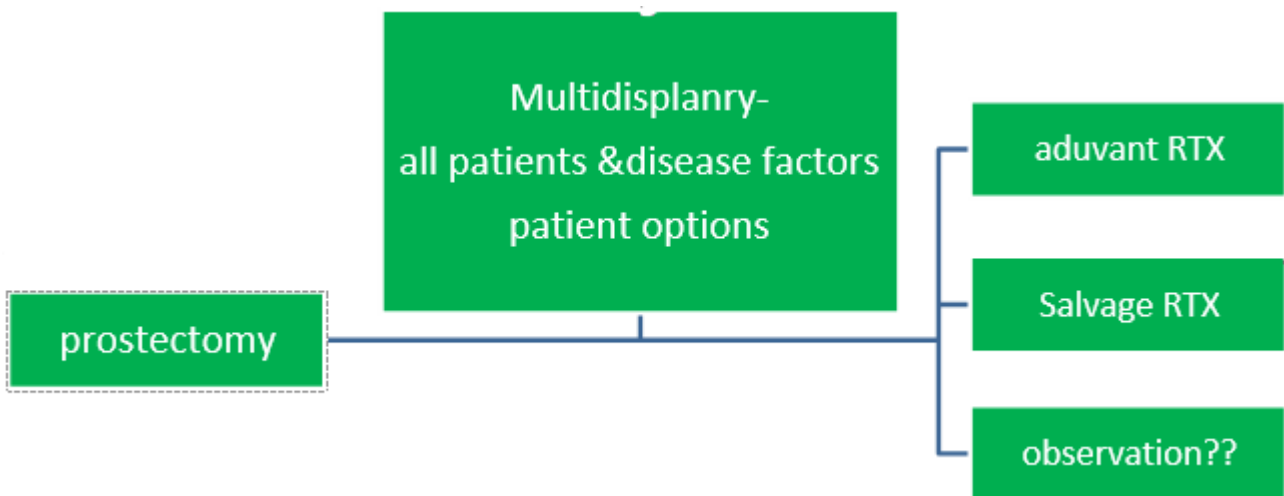 Multidisplanry-
all patients &disease factors
patient options
prostectomy
aduvant RTX
Salvage RTX
observation??